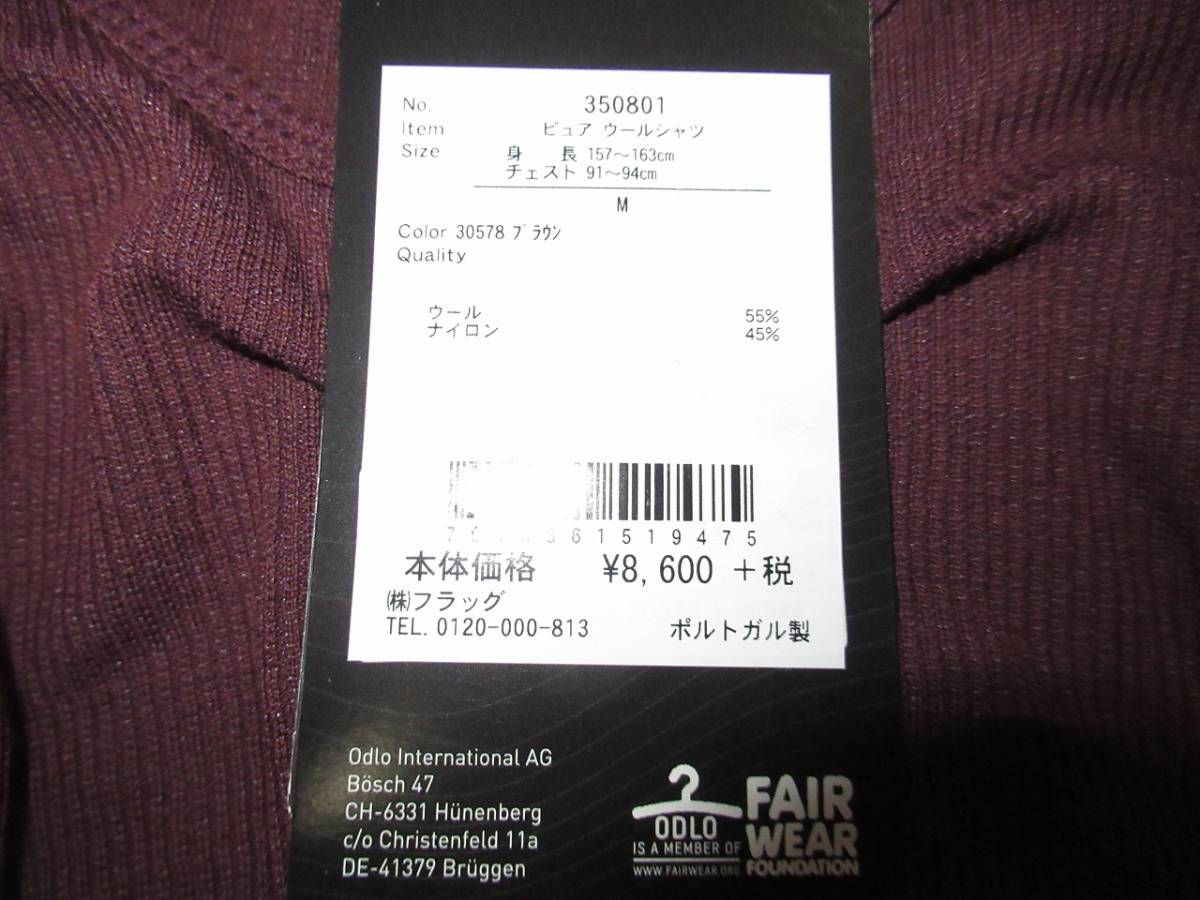 No. 350801
Item ピュア ウールシャツ
Size 身 長 157～163cm
チェスト 91～94cm
M
Color 30578 ﾌﾞﾗｳﾝ
Quality
ウール 55%
ナイロン 45%
61519475
本体価格 ¥8,600 +税
㈱フラッグ
TEL. 0120-000-813 ポルトガル製
Odlo International AG
Bösch 47
CH-6331 Hünenberg
c/o Christenfeld 11a
DE-41379 Brüggen
ODLO
IS A MEMBER OF
WWW.FAIRWEAR.ORG
FAIR
WEAR
FOUNDATION